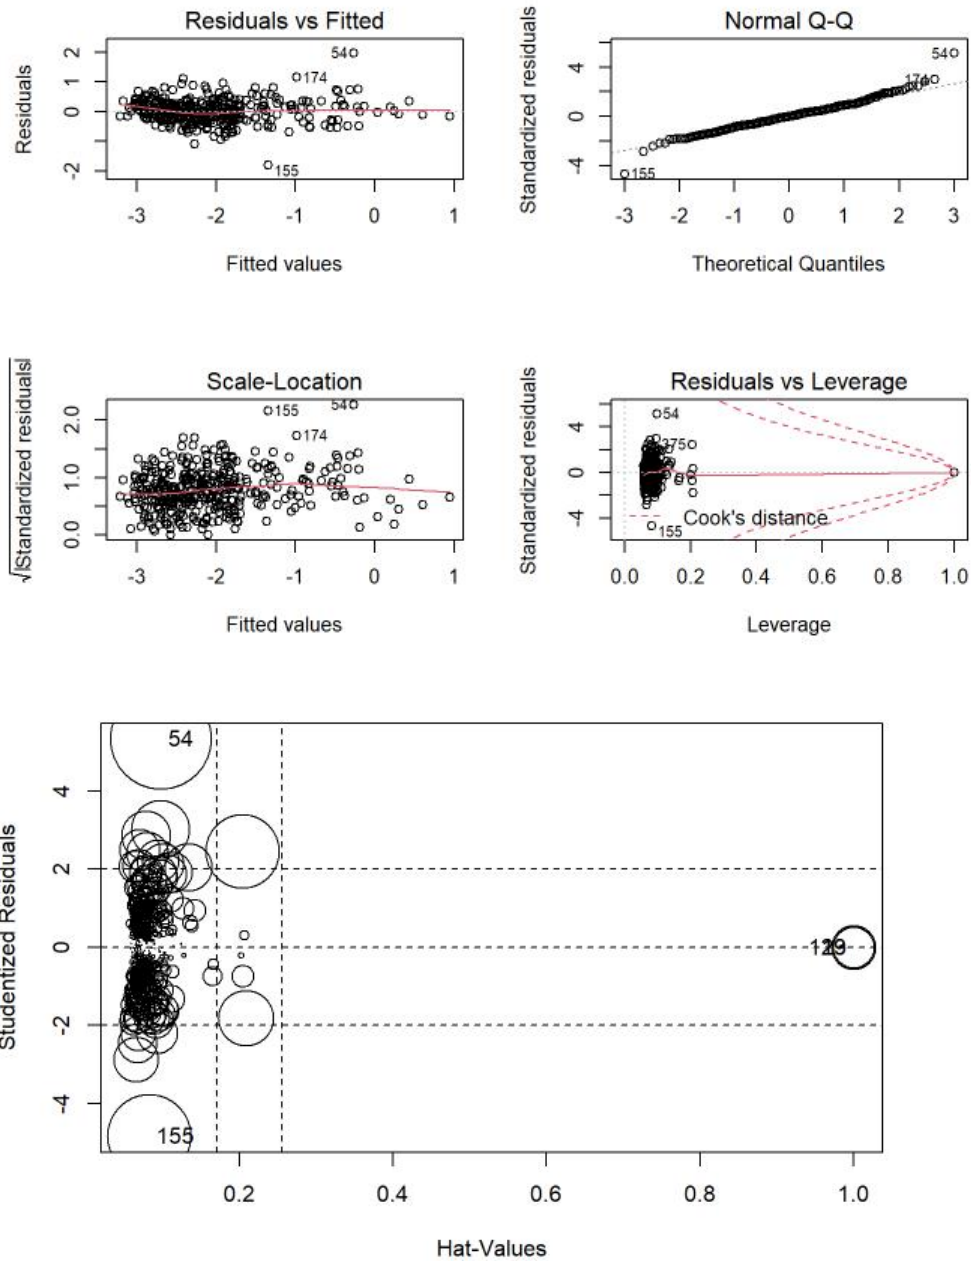 Residuals vs Fitted
Residuals
2
1
0
-2
54
174
155
-3 -2 -1 0 1
Fitted values
Normal Q-Q
Standardized residuals
4
0
-4
54
174
155
-3 -2 -1 0 1 2 3
Theoretical Quantiles
Scale-Location
√|Standardized residuals|
2.0
1.0
0.0
155
54
174
-3 -2 -1 0 1
Fitted values
Residuals vs Leverage
Standardized residuals
4
0
-4
54
375
155
Cook's distance
0.0 0.2 0.4 0.6 0.8 1.0
Leverage
Studentized Residuals
4
2
0
-2
-4
54
155
0.2 0.4 0.6 0.8 1.0
Hat-Values